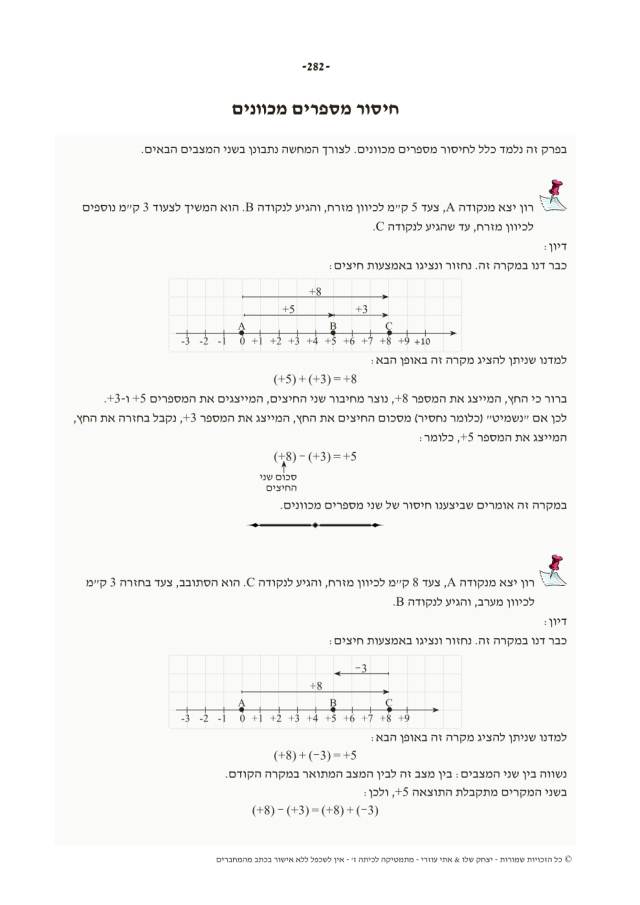 -282-
חיסור מספרים מכוונים
בפרק זה נלמד כלל לחיסור מספרים מכוונים. לצורך המחשה נתבונן בשני המצבים הבאים.
רון יצא מנקודה A, צעד 5 ק״מ לכיוון מזרח, והגיע לנקודה B. הוא המשיך לצעוד 3 ק״מ נוספים
לכיוון מזרח, עד שהגיע לנקודה C.
דיון:
כבר דנו במקרה זה. נחזור ונציגו באמצעות חיצים:
+8
+5 +3
A B C
-3 -2 -1 0 +1 +2 +3 +4 +5 +6 +7 +8 +9 +10
למדנו שניתן להציג מקרה זה באופן הבא:
(+5) + (+3) = +8
ברור כי החץ, המייצג את המספר 8+, נוצר מחיבור שני החיצים, המייצגים את המספרים 5+ ו-3+.
לכן אם ״נשמיט״ (כלומר נחסיר) מסכום החיצים את החץ, המייצג את המספר 3+, נקבל בחזרה את החץ,
המייצג את המספר 5+, כלומר:
(+8) − (+3) = +5
סכום שני
החיצים
במקרה זה אומרים שביצענו חיסור של שני מספרים מכוונים.
רון יצא מנקודה A, צעד 8 ק״מ לכיוון מזרח, והגיע לנקודה C. הוא הסתובב, צעד בחזרה 3 ק״מ
לכיוון מערב, והגיע לנקודה B.
דיון:
כבר דנו במקרה זה. נחזור ונציגו באמצעות חיצים:
−3
+8
A B C
-3 -2 -1 0 +1 +2 +3 +4 +5 +6 +7 +8 +9
למדנו שניתן להציג מקרה זה באופן הבא:
(+8) + (−3) = +5
נשווה בין שני המצבים: בין מצב זה לבין המצב המתואר במקרה הקודם.
בשני המקרים מתקבלת התוצאה 5+, ולכן:
(+8) − (+3) = (+8) + (−3)
© כל הזכויות שמורות - יצחק שלו & אתי עוזרי - מתמטיקה לכיתה ז׳ - אין לשכפל ללא אישור בכתב מהמחברים